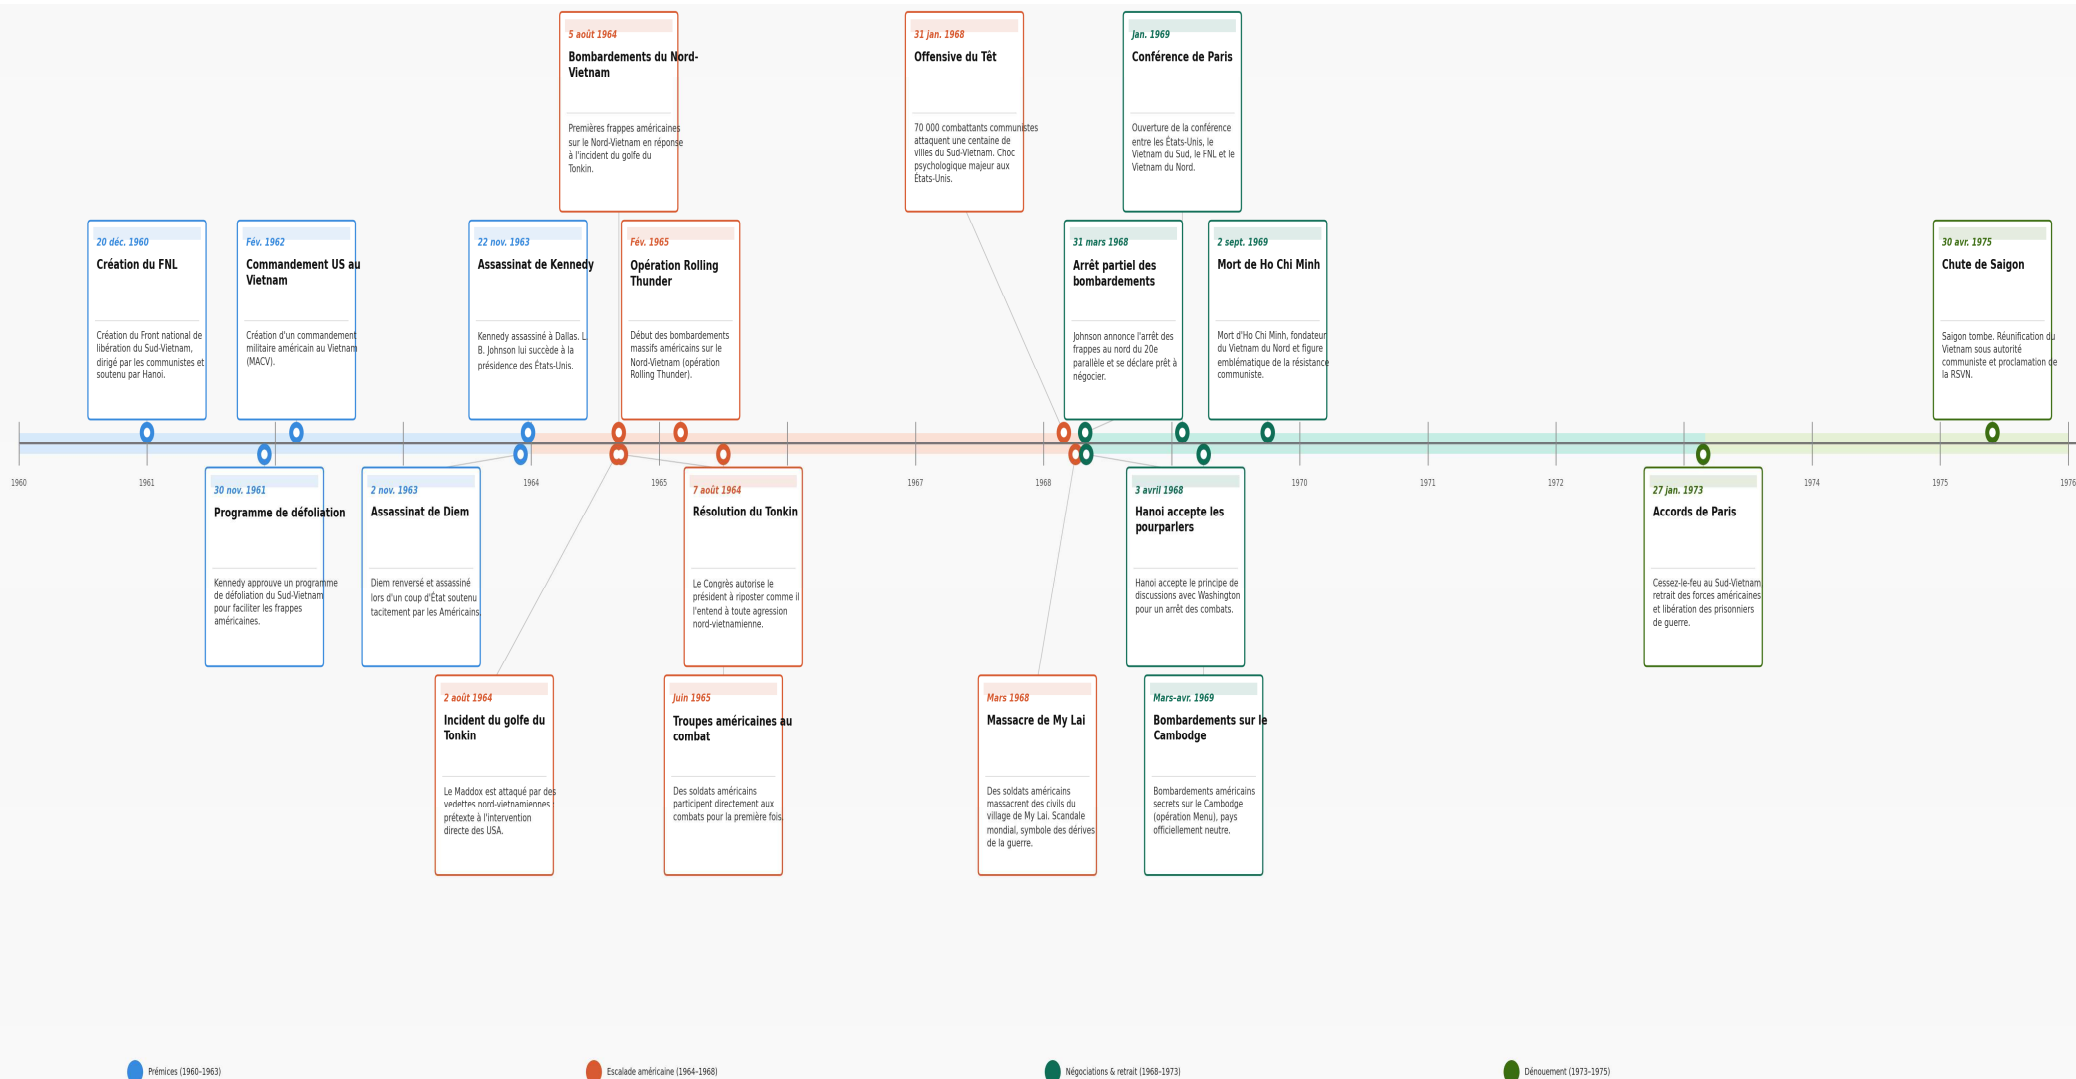 5 août 1964
Bombardements du Nord-
Vietnam
Premières frappes américaines
sur le Nord-Vietnam en réponse
à l'incident du golfe du
Tonkin.
31 jan. 1968
Offensive du Têt
70 000 combattants communistes
attaquent une centaine de
villes du Sud-Vietnam. Choc
psychologique majeur aux
États-Unis.
Jan. 1969
Conférence de Paris
Ouverture de la conférence
entre les États-Unis, le
Vietnam du Sud, le FNL et le
Vietnam du Nord.
20 déc. 1960
Création du FNL
Création du Front national de
libération du Sud-Vietnam,
dirigé par les communistes et
soutenu par Hanoi.
Fév. 1962
Commandement US au
Vietnam
Création d'un commandement
militaire américain au Vietnam
(MACV).
22 nov. 1963
Assassinat de Kennedy
Kennedy assassiné à Dallas. L.
B. Johnson lui succède à la
présidence des États-Unis.
Fév. 1965
Opération Rolling
Thunder
Début des bombardements
massifs américains sur le
Nord-Vietnam (opération
Rolling Thunder).
31 mars 1968
Arrêt partiel des
bombardements
Johnson annonce l'arrêt des
frappes au nord du 20e
parallèle et se déclare prêt à
négocier.
2 sept. 1969
Mort de Ho Chi Minh
Mort d'Ho Chi Minh, fondateur
du Vietnam du Nord et figure
emblématique de la résistance
communiste.
30 avr. 1975
Chute de Saigon
Saigon tombe. Réunification du
Vietnam sous autorité
communiste et proclamation de
la RSVN.
1960
1961
1964
1965
1967
1968
1970
1971
1972
1974
1975
1976
30 nov. 1961
Programme de défoliation
Kennedy approuve un programme
de défoliation du Sud-Vietnam
pour faciliter les frappes
américaines.
2 nov. 1963
Assassinat de Diem
Diem renversé et assassiné
lors d'un coup d'État soutenu
tacitement par les Américains.
7 août 1964
Résolution du Tonkin
Le Congrès autorise le
président à riposter comme il
l'entend à toute agression
nord-vietnamienne.
3 avril 1968
Hanoi accepte les
pourparlers
Hanoi accepte le principe de
discussions avec Washington
pour un arrêt des combats.
27 jan. 1973
Accords de Paris
Cessez-le-feu au Sud-Vietnam,
retrait des forces américaines
et libération des prisonniers
de guerre.
2 août 1964
Incident du golfe du
Tonkin
Le Maddox est attaqué par des
vedettes nord-vietnamiennes :
prétexte à l'intervention
directe des USA.
Juin 1965
Troupes américaines au
combat
Des soldats américains
participent directement aux
combats pour la première fois.
Mars 1968
Massacre de My Lai
Des soldats américains
massacrent des civils du
village de My Lai. Scandale
mondial, symbole des dérives
de la guerre.
Mars-avr. 1969
Bombardements sur le
Cambodge
Bombardements américains
secrets sur le Cambodge
(opération Menu), pays
officiellement neutre.
Prémices (1960–1963)
Escalade américaine (1964–1968)
Négociations & retrait (1968–1973)
Dénouement (1973–1975)